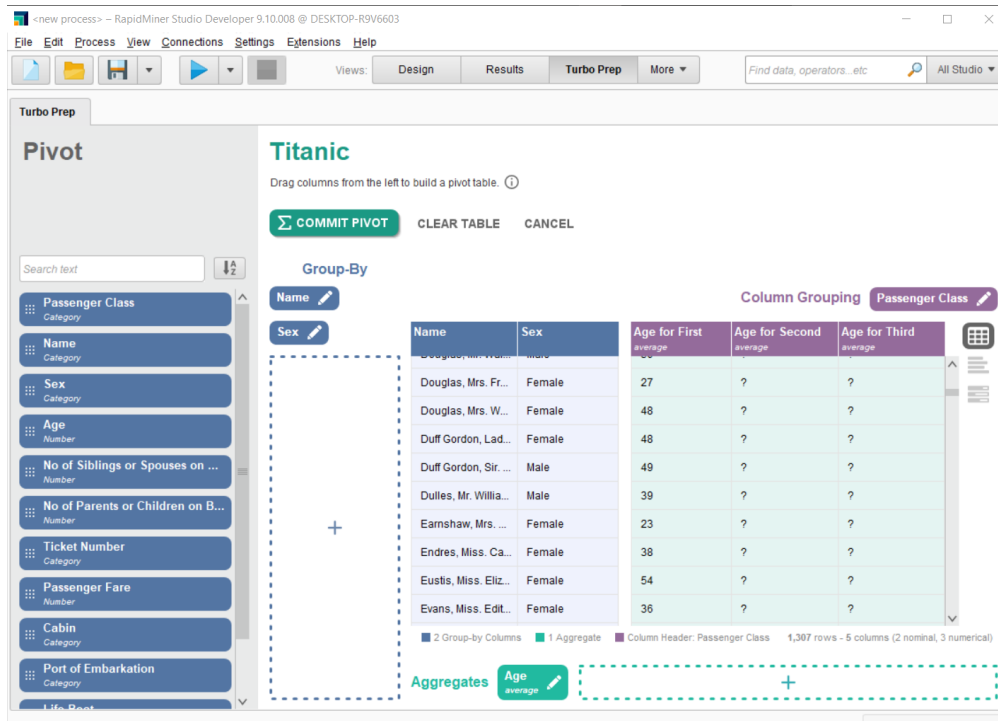 <new process> – RapidMiner Studio Developer 9.10.008 @ DESKTOP-R9V6603
File Edit Process View Connections Settings Extensions Help
Views: Design Results Turbo Prep More Find data, operators...etc All Studio
Turbo Prep
Pivot
Titanic
Drag columns from the left to build a pivot table.
COMMIT PIVOT CLEAR TABLE CANCEL
Search text
Passenger Class
Category
Name
Category
Sex
Category
Age
Number
No of Siblings or Spouses on ...
Number
No of Parents or Children on B...
Number
Ticket Number
Category
Passenger Fare
Number
Cabin
Category
Port of Embarkation
Category
Life Boat
Group-By
Name
Sex
Column Grouping Passenger Class
Name Sex Age for First average Age for Second average Age for Third average
Douglas, Mrs. Fr... Female 27 ? ?
Douglas, Mrs. W... Female 48 ? ?
Duff Gordon, Lad... Female 48 ? ?
Duff Gordon, Sir. ... Male 49 ? ?
Dulles, Mr. Willia... Male 39 ? ?
Earnshaw, Mrs. ... Female 23 ? ?
Endres, Miss. Ca... Female 38 ? ?
Eustis, Miss. Eliz... Female 54 ? ?
Evans, Miss. Edit... Female 36 ? ?
2 Group-by Columns 1 Aggregate Column Header: Passenger Class 1,307 rows - 5 columns (2 nominal, 3 numerical)
Aggregates Age average